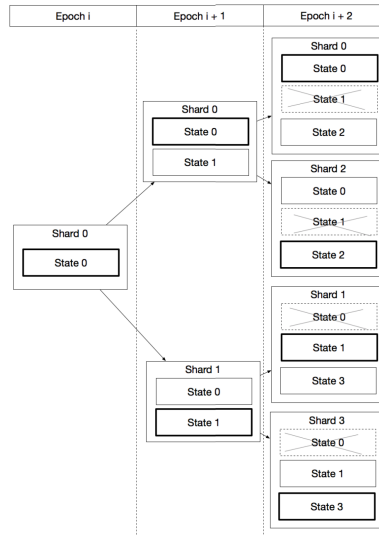 Epoch i
Epoch i + 1
Epoch i + 2
Shard 0
State 0
Shard 0
State 0
State 1
Shard 1
State 0
State 1
Shard 0
State 0
State 1
State 2
Shard 2
State 0
State 1
State 2
Shard 1
State 0
State 1
State 3
Shard 3
State 0
State 1
State 3